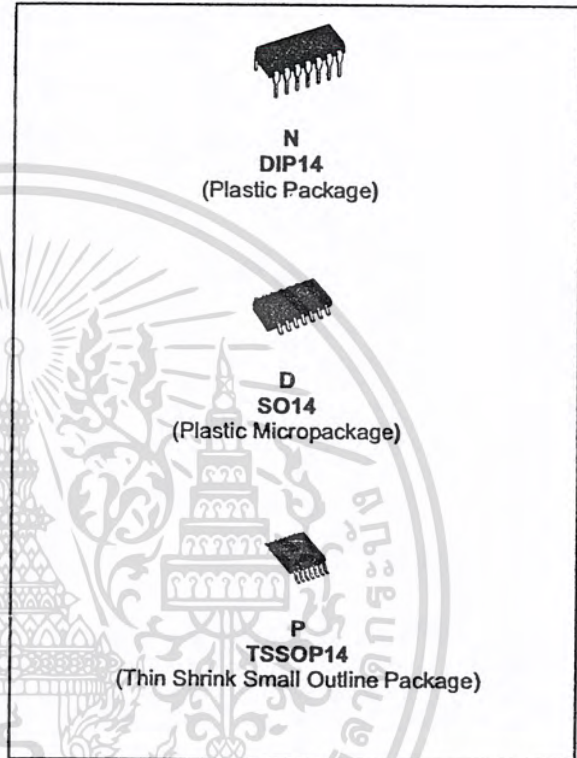 N
DIP14
(Plastic Package)
D
SO14
(Plastic Micropackage)
P
TSSOP14
(Thin Shrink Small Outline Package)